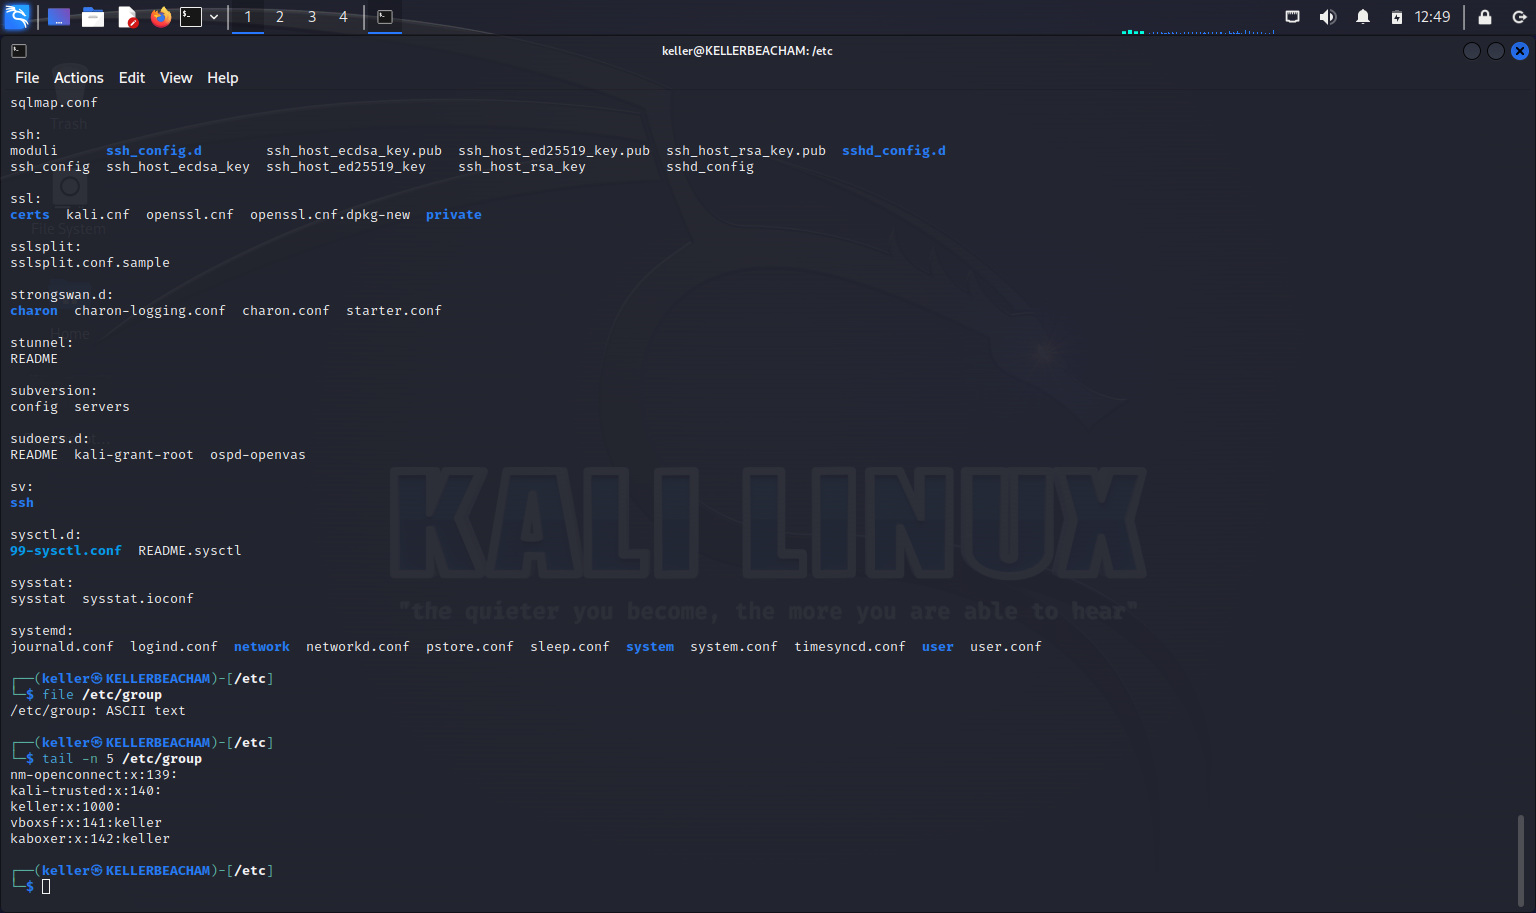 1 2 3 4 12:49
keller@KELLERBEACHAM: /etc
File Actions Edit View Help
sqlmap.conf
Trash
ssh:
moduli ssh_config.d ssh_host_ecdsa_key.pub ssh_host_ed25519_key.pub ssh_host_rsa_key.pub sshd_config.d
ssh_config ssh_host_ecdsa_key ssh_host_ed25519_key ssh_host_rsa_key sshd_config
ssl:
certs kali.cnf openssl.cnf openssl.cnf.dpkg-new private
File System
sslsplit:
sslsplit.conf.sample
strongswan.d:
charon charon-logging.conf charon.conf starter.conf
Home
stunnel:
README
subversion:
config servers
sudoers.d:
README kali-grant-root ospd-openvas
sv:
ssh
KALI LINUX
sysctl.d:
99-sysctl.conf README.sysctl
sysstat:
sysstat sysstat.ioconf
"the quieter you become, the more you are able to hear"
systemd:
journald.conf logind.conf network networkd.conf pstore.conf sleep.conf system system.conf timesyncd.conf user user.conf
┌──(keller㉿KELLERBEACHAM)-[/etc]
└─$ file /etc/group
/etc/group: ASCII text
┌──(keller㉿KELLERBEACHAM)-[/etc]
└─$ tail -n 5 /etc/group
nm-openconnect:x:139:
kali-trusted:x:140:
keller:x:1000:
vboxsf:x:141:keller
kaboxer:x:142:keller
┌──(keller㉿KELLERBEACHAM)-[/etc]
└─$